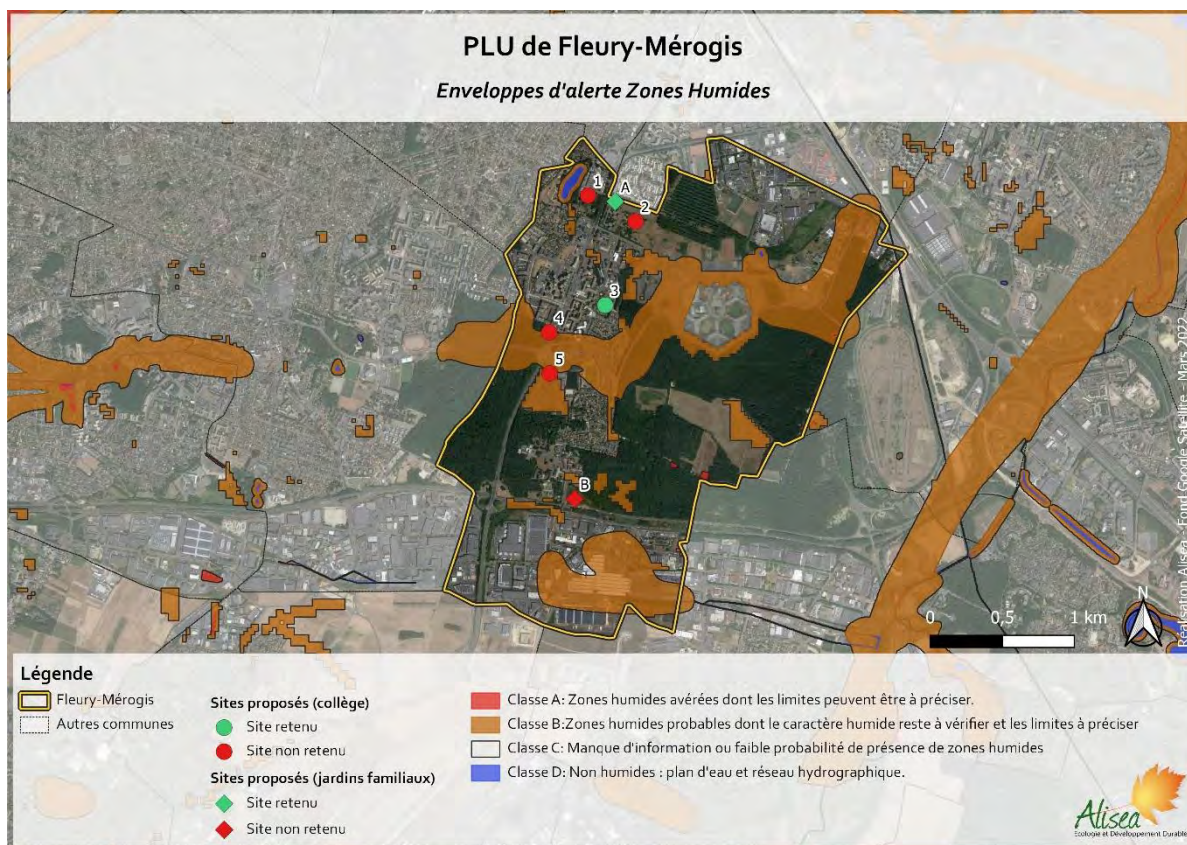 PLU de Fleury-Mérogis
Enveloppes d'alerte Zones Humides
1
A
2
3
4
5
B
0 0,5 1 km
N
Réalisation Alisea - Fond Google Satellite - Mars 2022
Légende
Fleury-Mérogis
Autres communes
Sites proposés (collège)
Site retenu
Site non retenu
Sites proposés (jardins familiaux)
Site retenu
Site non retenu
Classe A: Zones humides avérées dont les limites peuvent être à préciser.
Classe B:Zones humides probables dont le caractère humide reste à vérifier et les limites à préciser
Classe C: Manque d'information ou faible probabilité de présence de zones humides
Classe D: Non humides : plan d'eau et réseau hydrographique.
Alisea
Ecologie et Développement Durable